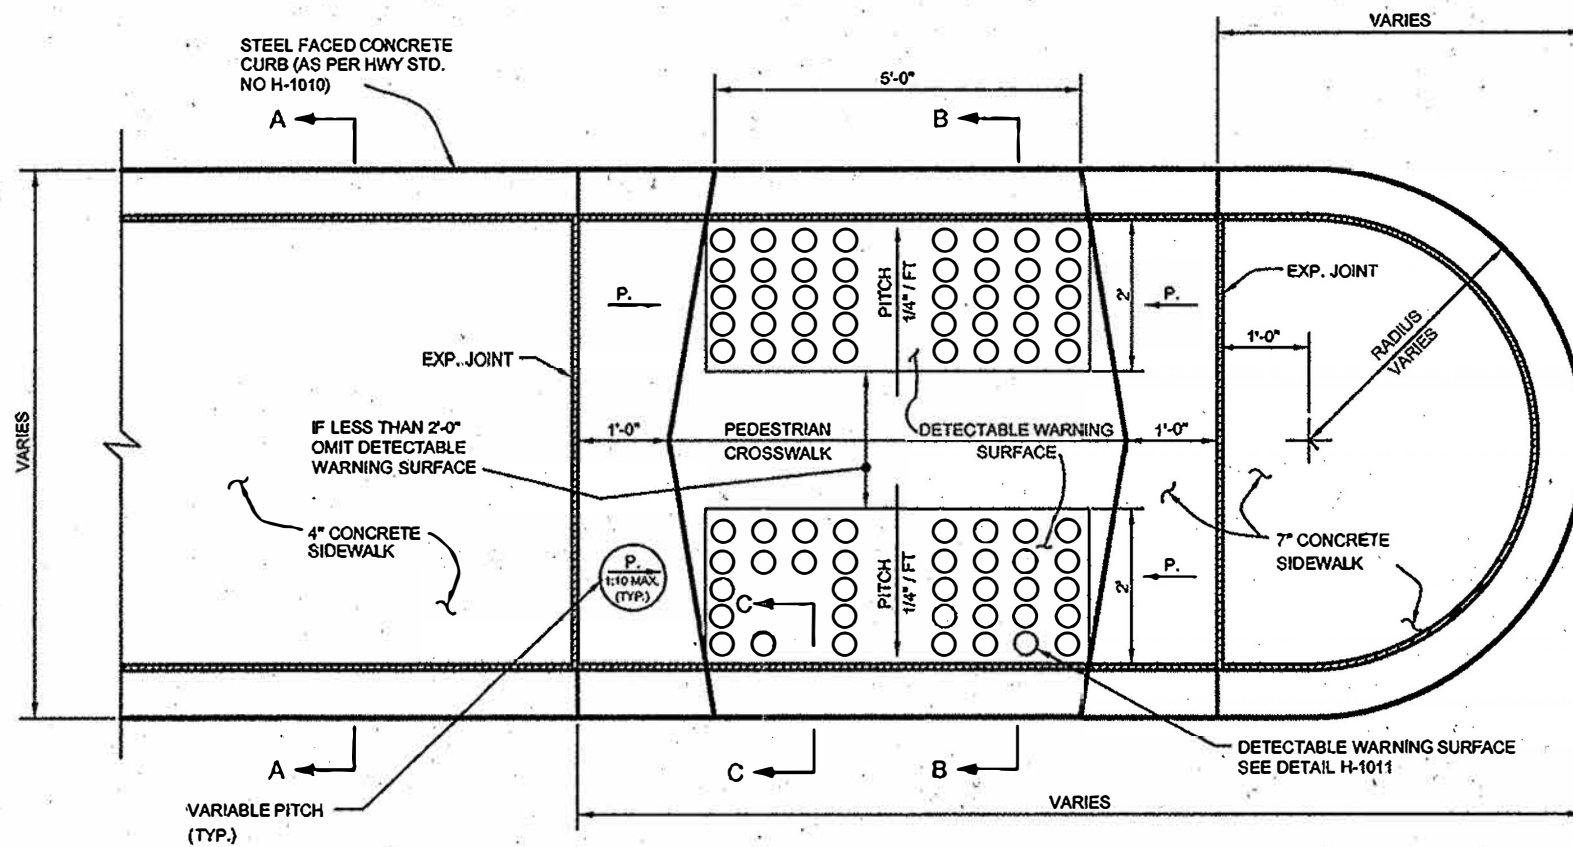 VARIES
STEEL FACED CONCRETE
CURB (AS PER HWY STD.
NO H-1010)
5'-0"
A
B
EXP. JOINT
P.
PITCH
1/4" / FT
2'
P.
1'-0"
RADIUS
VARIES
EXP. JOINT
VARIES
IF LESS THAN 2'-0"
OMIT DETECTABLE
WARNING SURFACE
1'-0"
PEDESTRIAN
CROSSWALK
DETECTABLE WARNING
SURFACE
1'-0"
4" CONCRETE
SIDEWALK
7" CONCRETE
SIDEWALK
P.
1:10 MAX.
(TYP.)
C
PITCH
1/4" / FT
2'
P.
A
C
B
DETECTABLE WARNING SURFACE
SEE DETAIL H-1011
VARIABLE PITCH
(TYP.)
VARIES